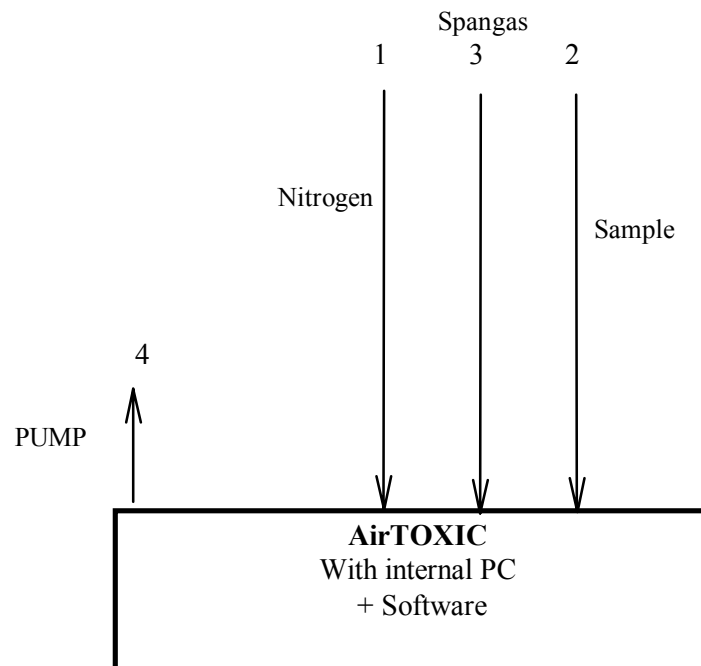 Spangas
1 3 2
Nitrogen
Sample
4
PUMP
AirTOXIC
With internal PC
+ Software